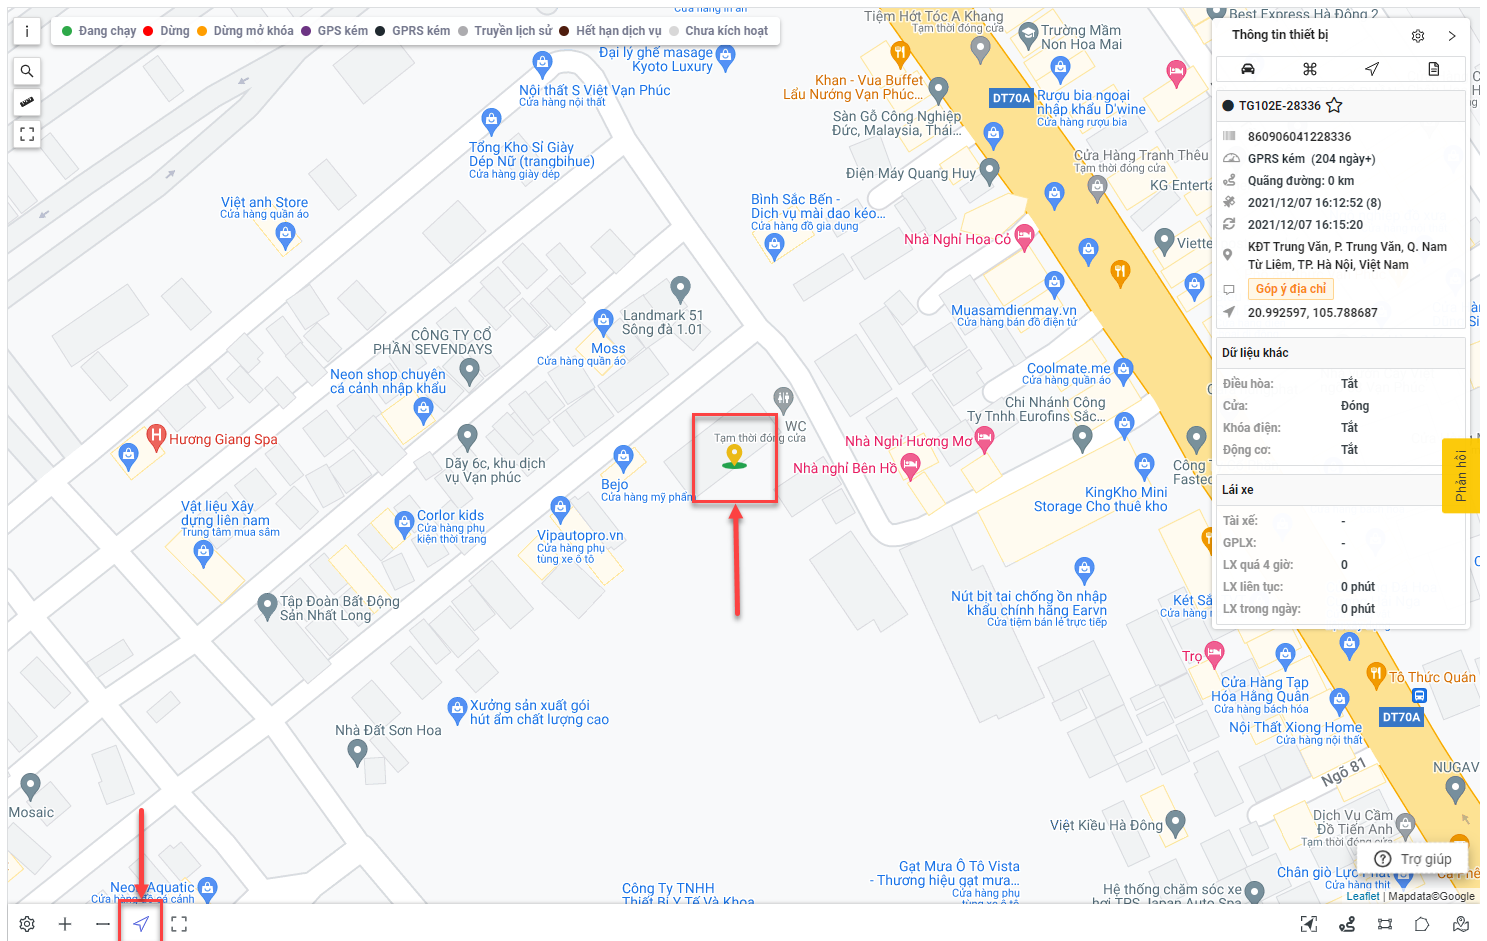 Cửa hàng in ấn
Tiệm Hớt Tóc A Khang
Tạm thời đóng cửa
Best Express Hà Đông 2
i
Đang chạy
Dừng
Dừng mở khóa
GPS kém
GPRS kém
Truyền lịch sử
Hết hạn dịch vụ
Chưa kích hoạt
Trường Mầm
Non Hoa Mai
Đại lý ghế masage
Kyoto Luxury
Nội thất S Việt Vạn Phúc
Cửa hàng nội thất
Khan - Vua Buffet
Lẩu Nướng Vạn Phúc...
DT70A
Rượu bia ngoại
nhập khẩu D'wine
Cửa hàng rượu bia
Sàn Gỗ Công Nghiệp
Đức, Malaysia, Thái...
Tổng Kho Sỉ Giày
Dép Nữ (trangbihue)
Cửa hàng giày dép
Cửa Hàng Tranh Thêu
Tạm thời đóng cửa
Điện Máy Quang Huy
KG Enterta
Việt anh Store
Cửa hàng quần áo
Bình Sắc Bến -
Dịch vụ mài dao kéo...
Cửa hàng đồ gia dụng
Nhà Nghỉ Hoa Cỏ
Viette
Landmark 51
Sông đà 1.01
Muasamdienmay.vn
Cửa hàng bán đồ điện tử
CÔNG TY CỔ
PHẦN SEVENDAYS
Moss
Cửa hàng quần áo
Neon shop chuyên
cá cảnh nhập khẩu
Coolmate.me
Cửa hàng quần áo
Chi Nhánh Công
Ty Tnhh Eurofins Sắc...
WC
Tạm thời đóng cửa
Hương Giang Spa
Nhà Nghỉ Hương Mơ
Nhà nghỉ Bên Hồ
Dãy 6c, khu dịch
vụ Vạn phúc
Bejo
Cửa hàng mỹ phẩm
Công T
Fastec
KingKho Mini
Storage Cho thuê kho
Vật liệu Xây
dựng liên nam
Trung tâm mua sắm
Corlor kids
Cửa hàng phụ
kiện thời trang
Vipautopro.vn
Cửa hàng phụ
tùng xe ô tô
Tập Đoàn Bất Động
Sản Nhất Long
Nút bịt tai chống ồn nhập
khẩu chính hãng Earvn
Cửa tiệm bán lẻ trực tiếp
Két Sắ
Cửa hàng
Trọ
Cửa Hàng Tạp
Hóa Hằng Quân
Cửa hàng bách hóa
Tô Thức Quán
DT70A
Nội Thất Xiong Home
Cửa hàng nội thất
Xưởng sản xuất gói
hút ẩm chất lượng cao
Nhà Đất Sơn Hoa
Ngõ 81
NUGAV
Mosaic
Việt Kiều Hà Đông
Dịch Vụ Cầm
Đồ Tiến Anh
Tạm thời đóng cửa
Neon Aquatic
Cửa hàng đồ cá cảnh
Công Ty TNHH
Thiết Bị Y Tế Và Khoa
Gạt Mưa Ô Tô Vista
- Thương hiệu gạt mưa...
Cửa hàng phụ
tùng xe ô tô
Hệ thống chăm sóc xe
hơi TPS Japan Auto Spa
Chân giò Lực Phát
Cửa hàng thịt
Cà Phê
Thông tin thiết bị
TG102E-28336
860906041228336
GPRS kém (204 ngày+)
Quãng đường: 0 km
2021/12/07 16:12:52 (8)
2021/12/07 16:15:20
KĐT Trung Văn, P. Trung Văn, Q. Nam
Từ Liêm, TP. Hà Nội, Việt Nam
Góp ý địa chỉ
20.992597, 105.788687
Dữ liệu khác
Điều hòa: Tắt
Cửa: Đóng
Khóa điện: Tắt
Động cơ: Tắt
Lái xe
Tài xế: -
GPLX: -
LX quá 4 giờ: 0
LX liên tục: 0 phút
LX trong ngày: 0 phút
Phản hồi
Trợ giúp
Leaflet | Mapdata©Google